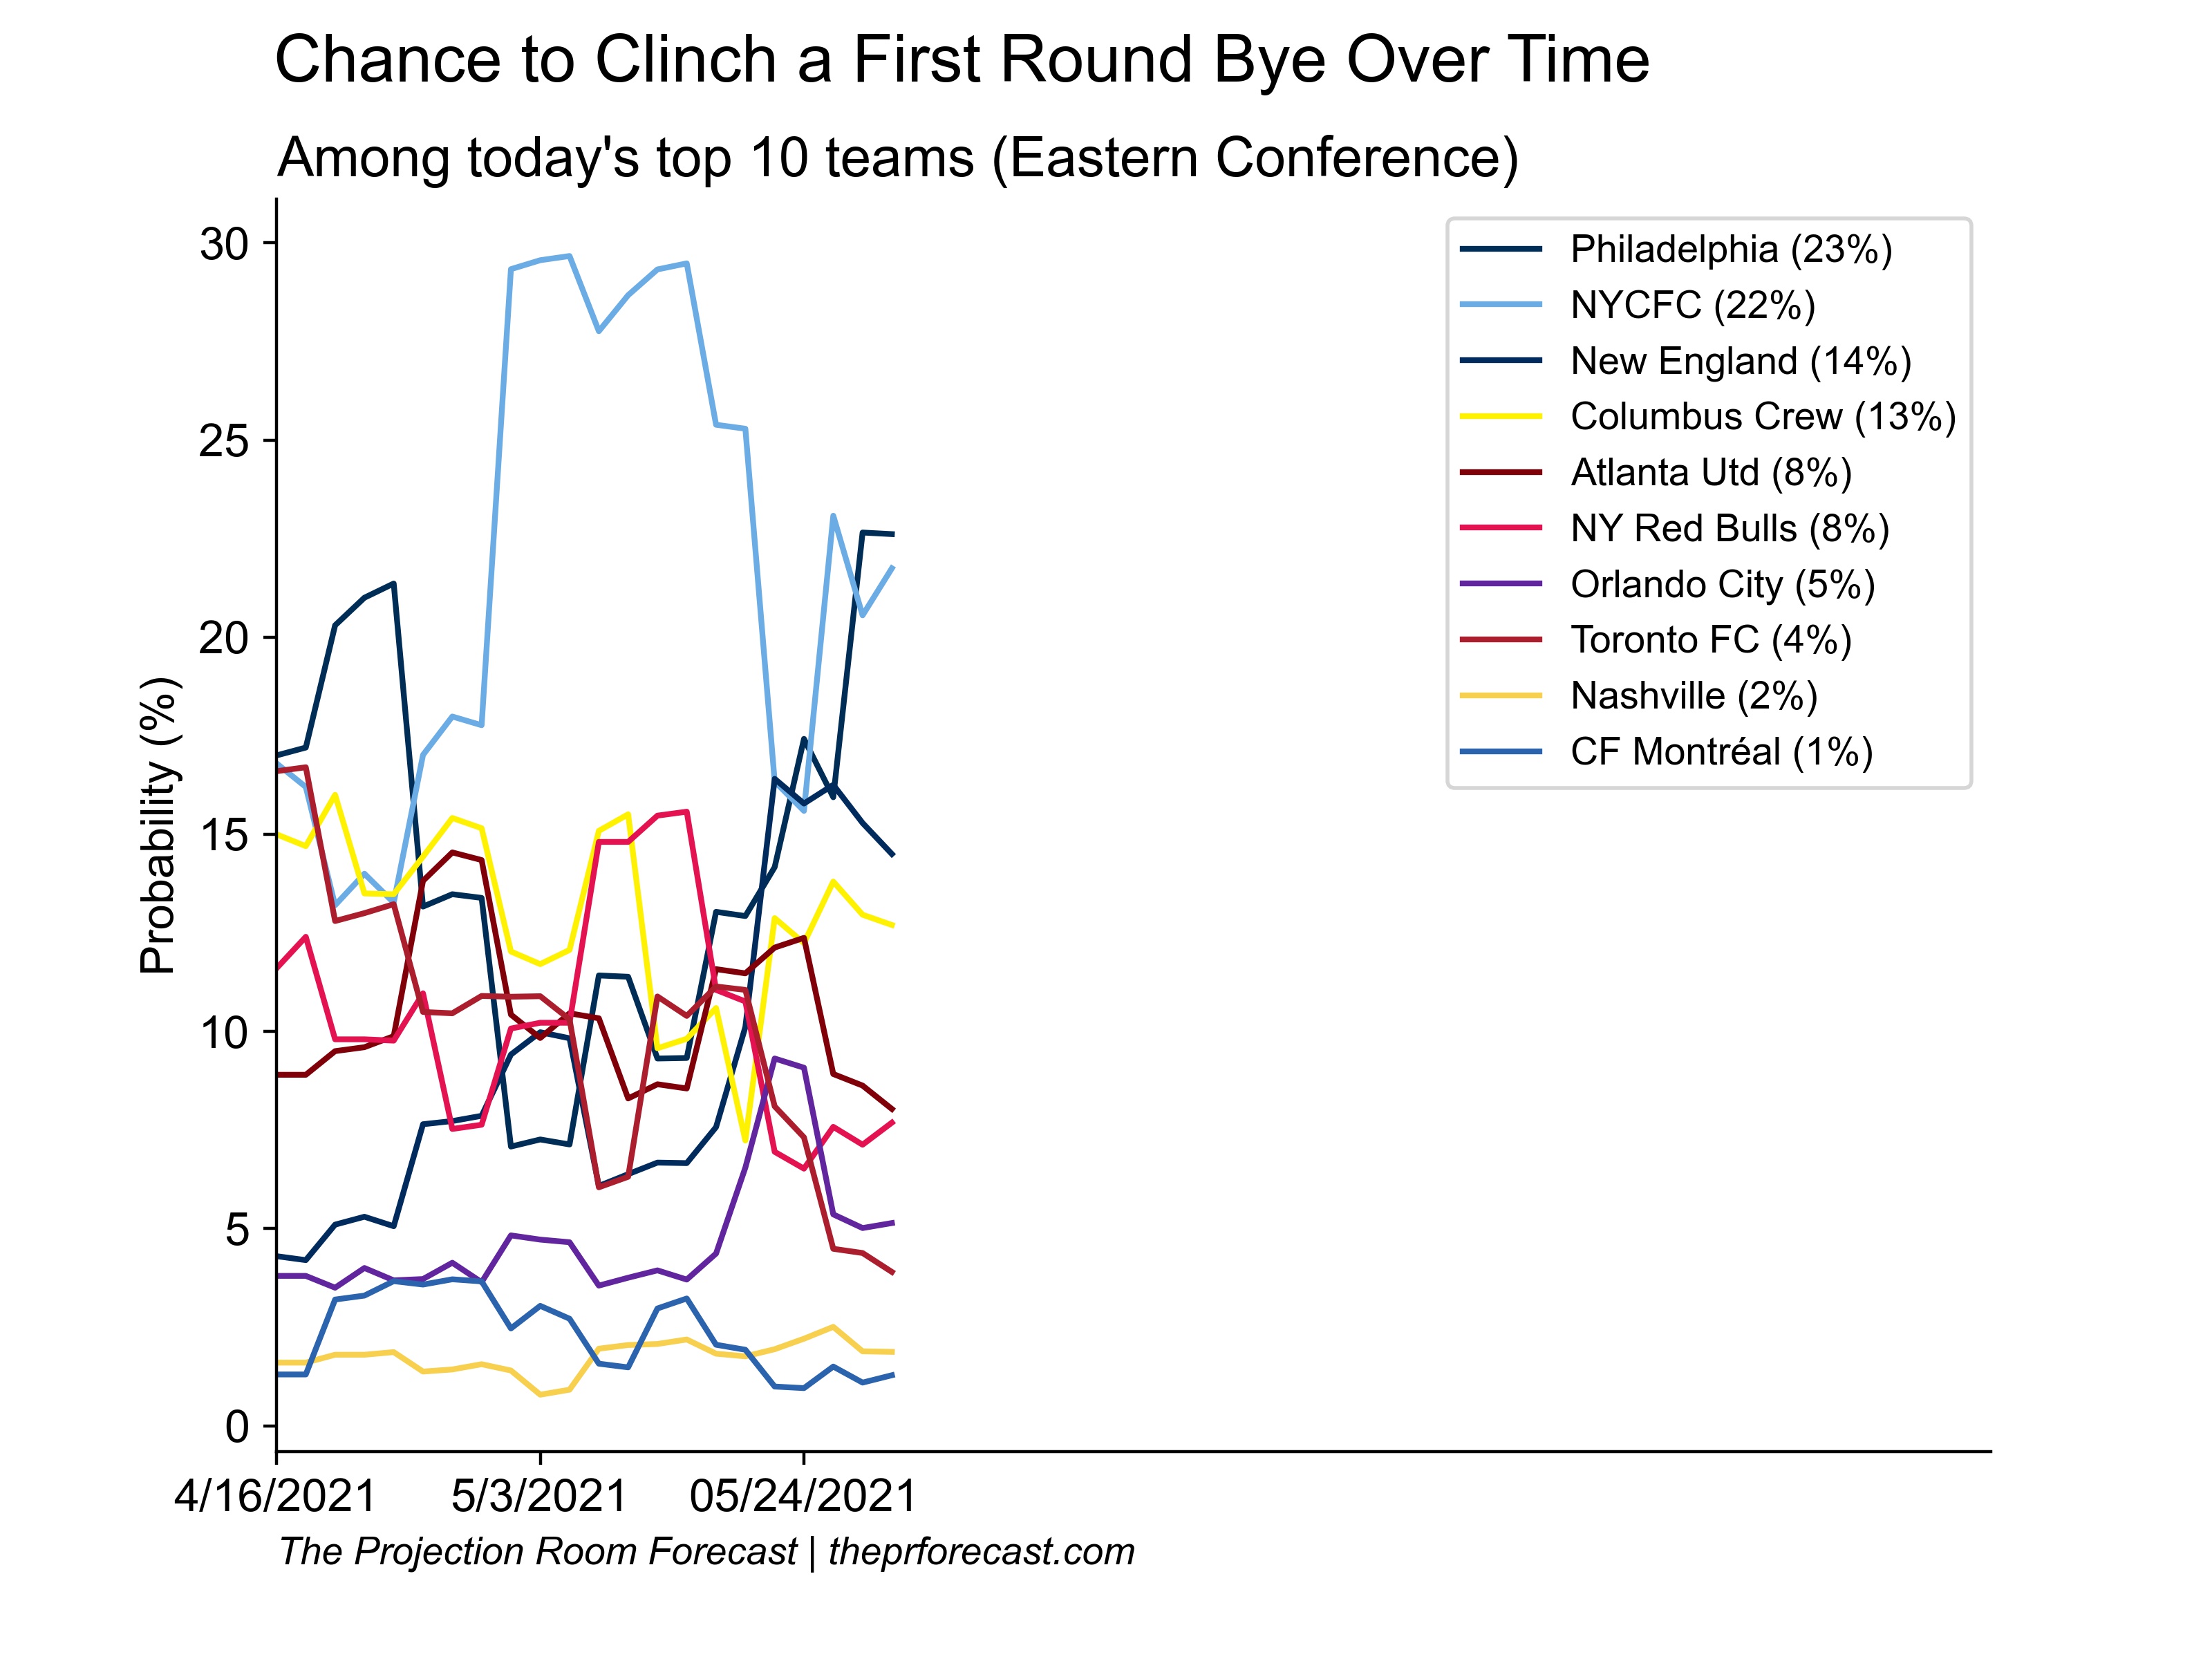 Chance to Clinch a First Round Bye Over Time
Among today's top 10 teams (Eastern Conference)
Probability (%)
30
25
20
15
10
5
0
4/16/2021
5/3/2021
05/24/2021
Philadelphia (23%)
NYCFC (22%)
New England (14%)
Columbus Crew (13%)
Atlanta Utd (8%)
NY Red Bulls (8%)
Orlando City (5%)
Toronto FC (4%)
Nashville (2%)
CF Montréal (1%)
The Projection Room Forecast | theprforecast.com